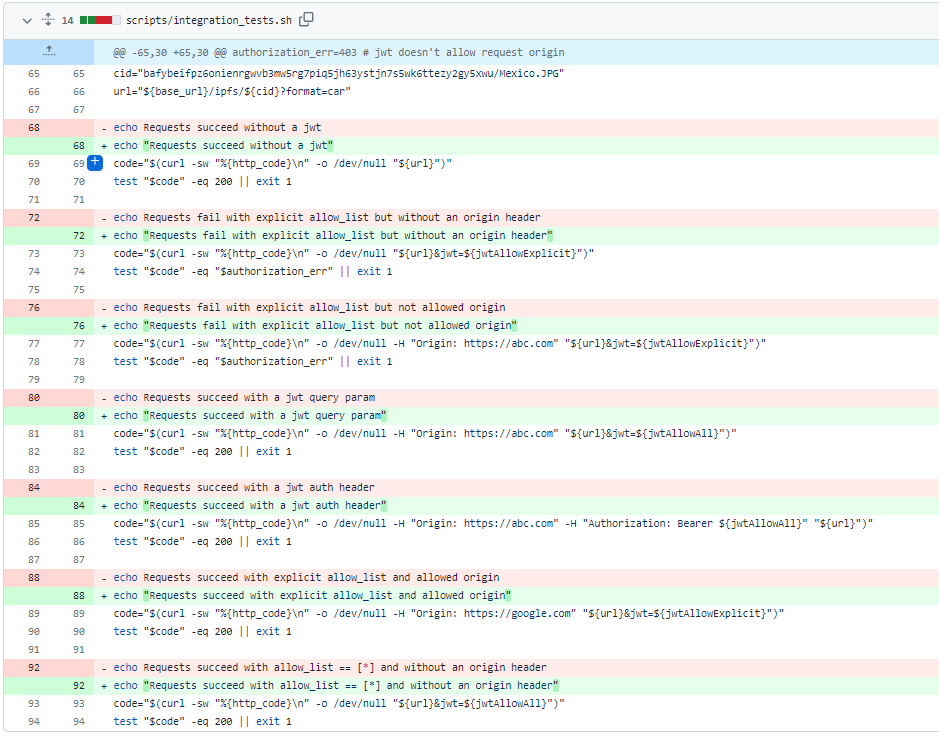 14 scripts/integration_tests.sh
@@ -65,30 +65,30 @@ authorization_err=403 # jwt doesn't allow request origin
65 65 cid="bafybeifpz6onienrgwvb3mw5rg7piq5jh63ystjn7s5wk6ttezy2gy5xwu/Mexico.JPG"
66 66 url="${base_url}/ipfs/${cid}?format=car"
67 67
68 - echo Requests succeed without a jwt
68 + echo "Requests succeed without a jwt"
69 69 + code="$(curl -sw "%{http_code}\n" -o /dev/null "${url}")"
70 70 test "$code" -eq 200 || exit 1
71 71
72 - echo Requests fail with explicit allow_list but without an origin header
72 + echo "Requests fail with explicit allow_list but without an origin header"
73 73 code="$(curl -sw "%{http_code}\n" -o /dev/null "${url}&jwt=${jwtAllowExplicit}")"
74 74 test "$code" -eq "$authorization_err" || exit 1
75 75
76 - echo Requests fail with explicit allow_list but not allowed origin
76 + echo "Requests fail with explicit allow_list but not allowed origin"
77 77 code="$(curl -sw "%{http_code}\n" -o /dev/null -H "Origin: https://abc.com" "${url}&jwt=${jwtAllowExplicit}")"
78 78 test "$code" -eq "$authorization_err" || exit 1
79 79
80 - echo Requests succeed with a jwt query param
80 + echo "Requests succeed with a jwt query param"
81 81 code="$(curl -sw "%{http_code}\n" -o /dev/null -H "Origin: https://abc.com" "${url}&jwt=${jwtAllowAll}")"
82 82 test "$code" -eq 200 || exit 1
83 83
84 - echo Requests succeed with a jwt auth header
84 + echo "Requests succeed with a jwt auth header"
85 85 code="$(curl -sw "%{http_code}\n" -o /dev/null -H "Origin: https://abc.com" -H "Authorization: Bearer ${jwtAllowAll}" "${url}")"
86 86 test "$code" -eq 200 || exit 1
87 87
88 - echo Requests succeed with explicit allow_list and allowed origin
88 + echo "Requests succeed with explicit allow_list and allowed origin"
89 89 code="$(curl -sw "%{http_code}\n" -o /dev/null -H "Origin: https://google.com" "${url}&jwt=${jwtAllowExplicit}")"
90 90 test "$code" -eq 200 || exit 1
91 91
92 - echo Requests succeed with allow_list == [*] and without an origin header
92 + echo "Requests succeed with allow_list == [*] and without an origin header"
93 93 code="$(curl -sw "%{http_code}\n" -o /dev/null "${url}&jwt=${jwtAllowAll}")"
94 94 test "$code" -eq 200 || exit 1